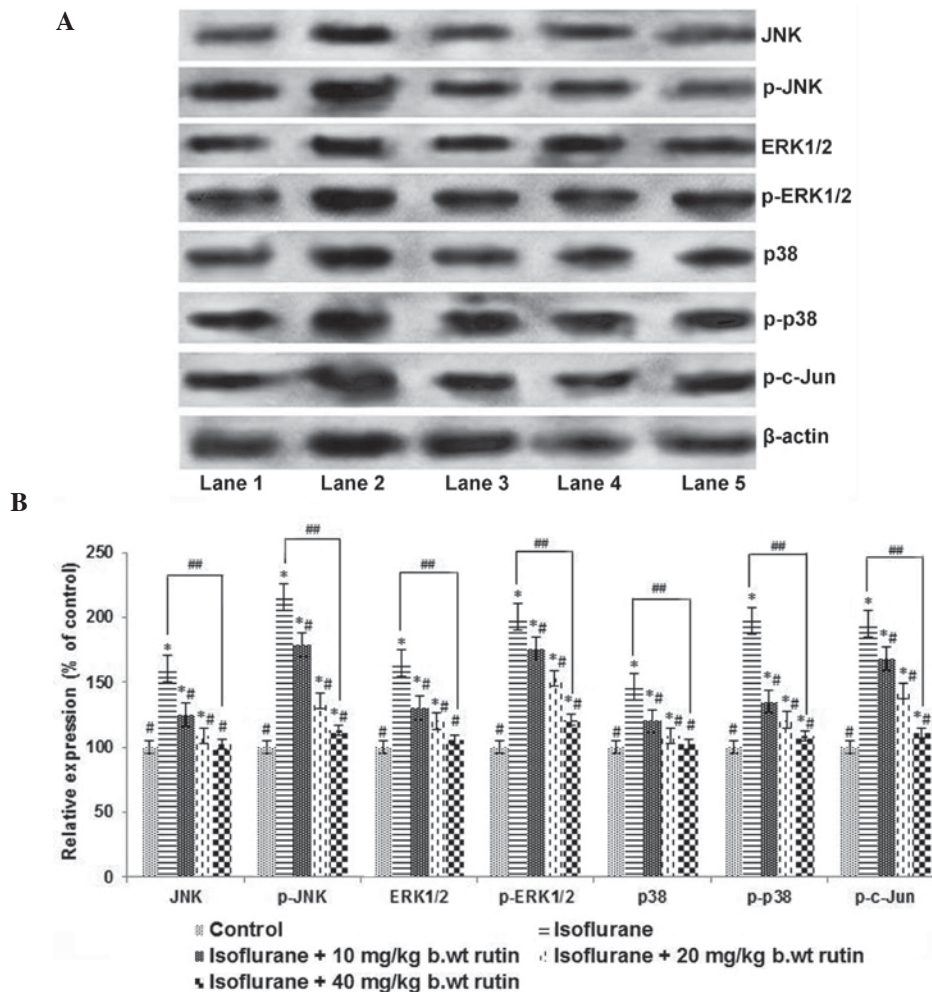 A
JNK
p-JNK
ERK1/2
p-ERK1/2
p38
p-p38
p-c-Jun
β-actin
Lane 1 Lane 2 Lane 3 Lane 4 Lane 5
B
Relative expression (% of control)
250
200
150
100
50
0
## ## ## ## ## ## ##
# * *# *# #
# * *# *# *#
# * *# *# #
# * *# *# *#
# * *# *# #
# * *# *# *#
# * *# *# #
JNK p-JNK ERK1/2 p-ERK1/2 p38 p-p38 p-c-Jun
Control Isoflurane
Isoflurane + 10 mg/kg b.wt rutin Isoflurane + 20 mg/kg b.wt rutin
Isoflurane + 40 mg/kg b.wt rutin